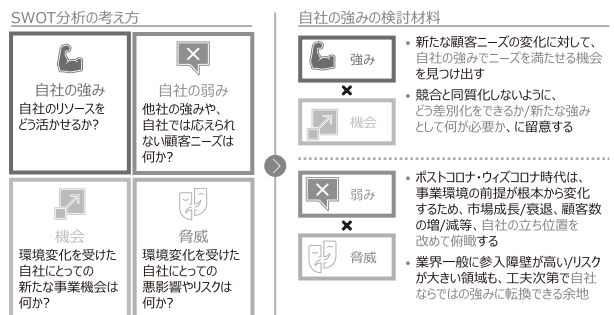 SWOT分析の考え方
自社の強み
自社のリソースを
どう活かせるか?
自社の弱み
他社の強みや、
自社では応えられ
ない顧客ニーズは
何か?
機会
環境変化を受けた
自社にとっての
新たな事業機会は
何か?
脅威
環境変化を受けた
自社にとっての
悪影響やリスクは
何か?
自社の強みの検討材料
強み
×
機会
• 新たな顧客ニーズの変化に対して、
自社の強みでニーズを満たせる機会
を見つけ出す
• 競合と同質化しないように、
どう差別化をできるか/新たな強み
として何が必要か、に留意する
弱み
×
脅威
• ポストコロナ・ウィズコロナ時代は、
事業環境の前提が根本から変化
するため、市場成長/衰退、顧客数
の増/減等、自社の立ち位置を
改めて俯瞰する
• 業界一般に参入障壁が高い/リスク
が大きい領域も、工夫次第で自社
ならではの強みに転換できる余地